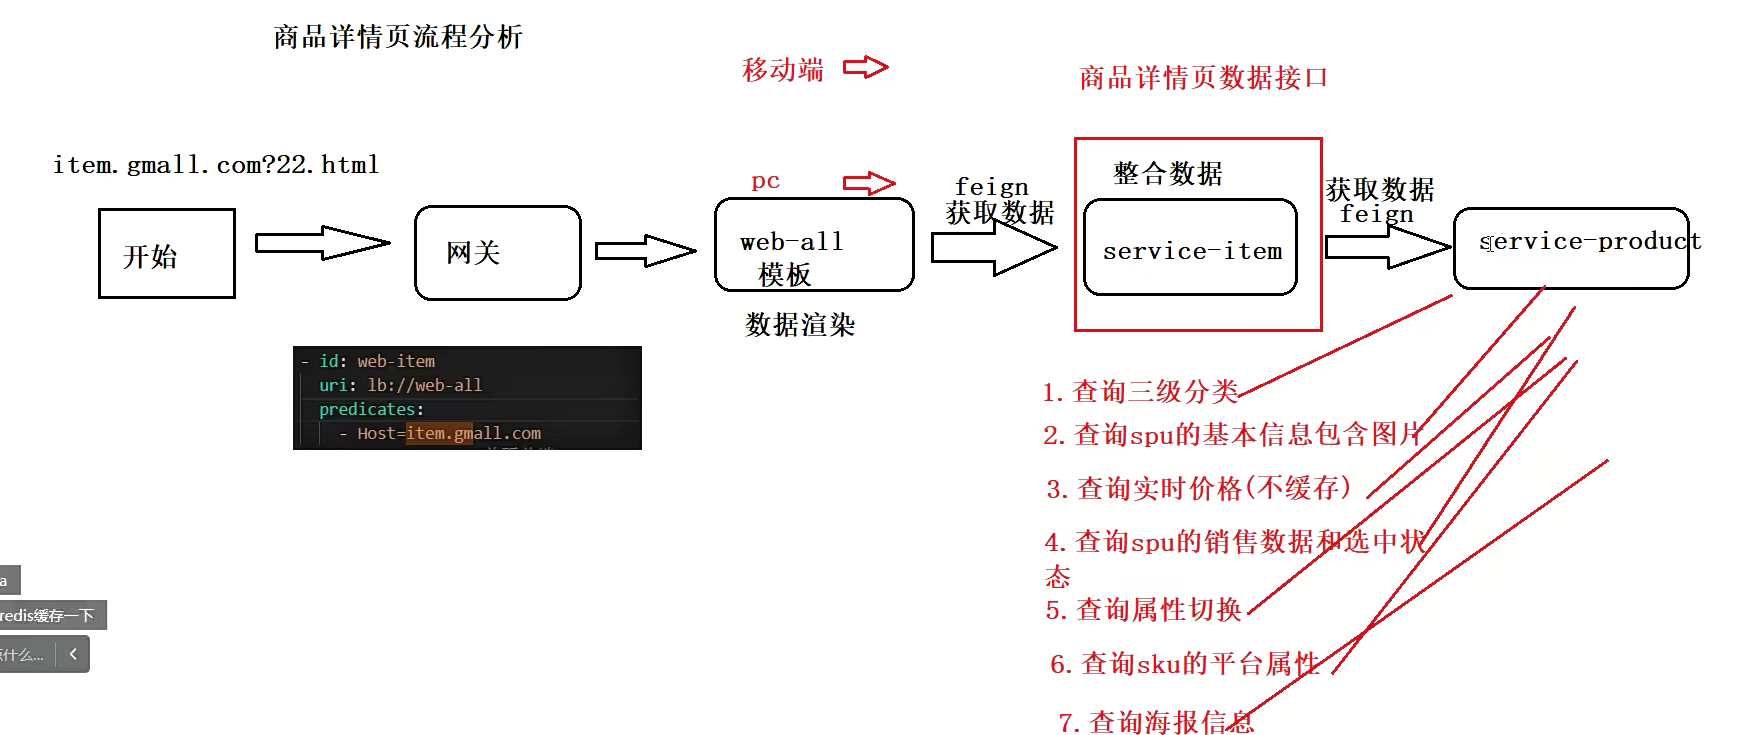 商品详情页流程分析
移动端
商品详情页数据接口
item.gmall.com?22.html
pc
feign
获取数据
整合数据
获取数据
feign
开始
网关
web-all
模板
service-item
service-product
数据渲染
- id: web-item
uri: lb://web-all
predicates:
- Host=item.gmall.com
1.查询三级分类
2.查询spu的基本信息包含图片
3.查询实时价格(不缓存)
4.查询spu的销售数据和选中状
态
5.查询属性切换
6.查询sku的平台属性
7.查询海报信息
a
redis缓存一下
什么...